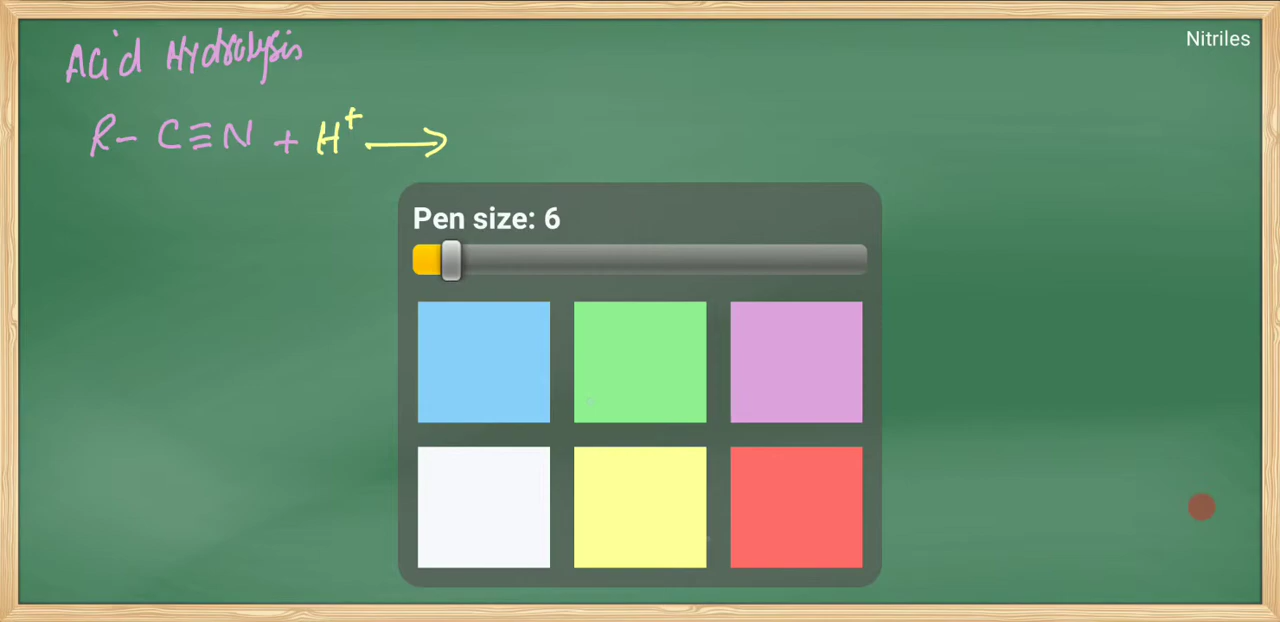 Nitriles
Acid Hydrolysis
R- C≡N + H⁺ →
Pen size: 6